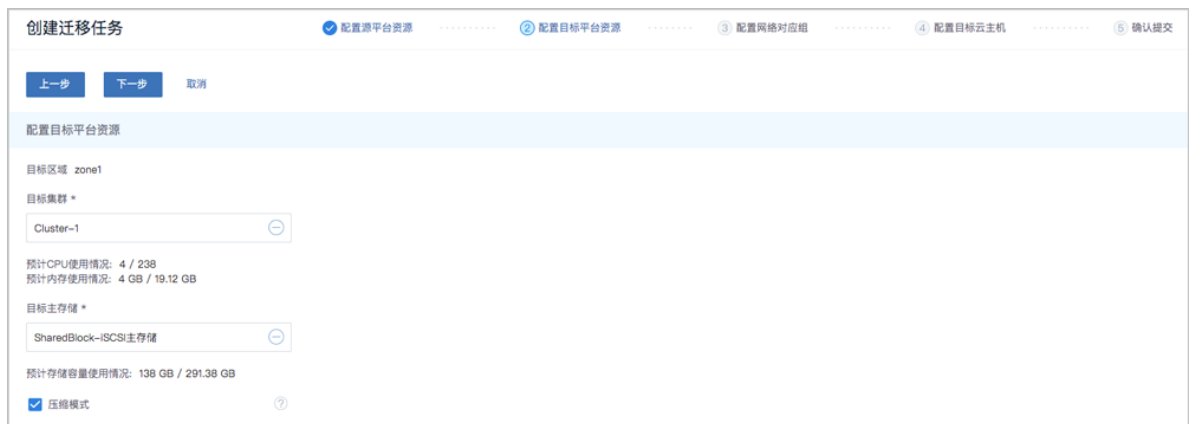 创建迁移任务
配置源平台资源
2 配置目标平台资源
3 配置网络对应组
4 配置目标云主机
5 确认提交
上一步 下一步 取消
配置目标平台资源
目标区域 zone1
目标集群 *
Cluster-1
预计CPU使用情况: 4 / 238
预计内存使用情况: 4 GB / 19.12 GB
目标主存储 *
SharedBlock-iSCSI主存储
预计存储容量使用情况: 138 GB / 291.38 GB
压缩模式 ?